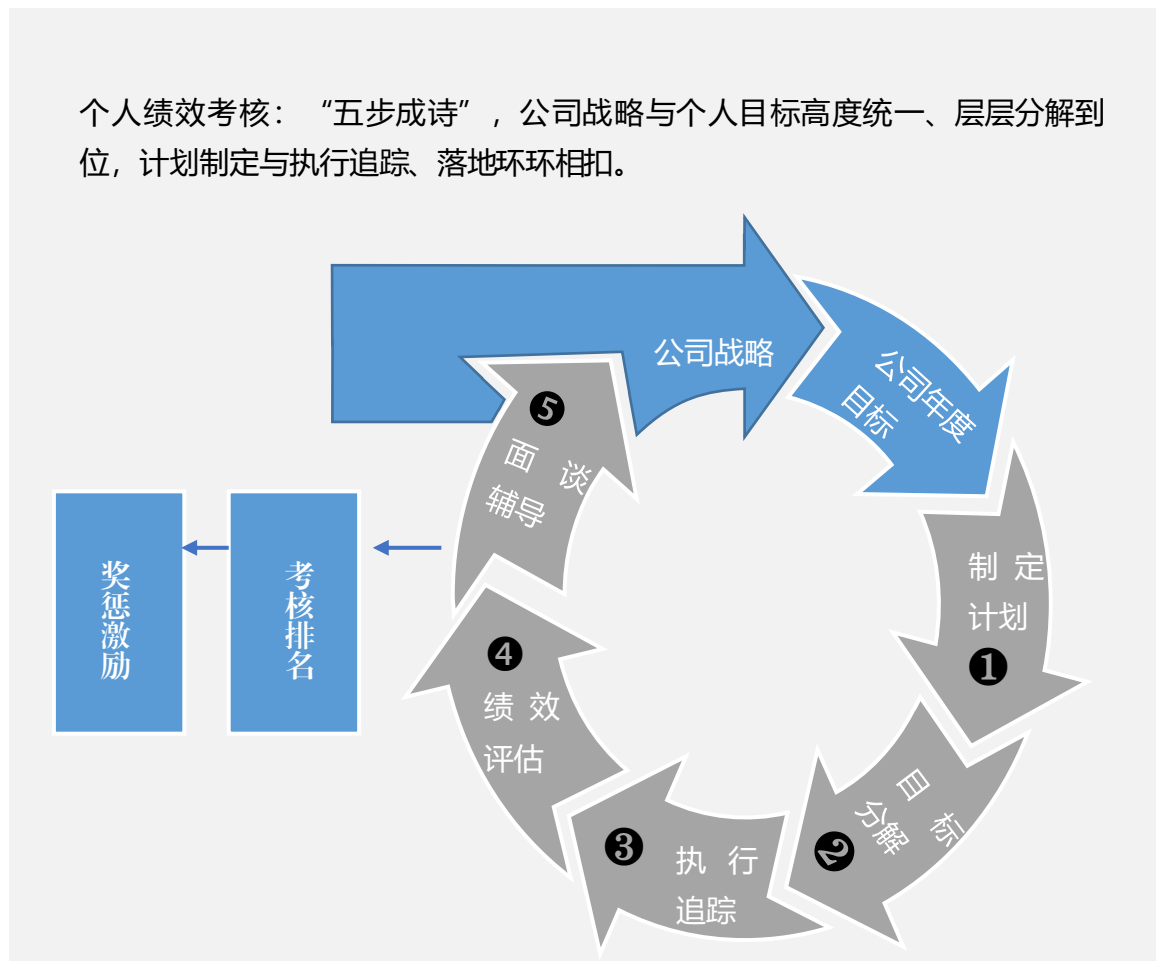 个人绩效考核：“五步成诗”，公司战略与个人目标高度统一、层层分解到
位，计划制定与执行追踪、落地环环相扣。
公司战略
公司年度
目标
制 定
计划
❶
目 标
分解
❷
执 行
追踪
❸
❹
绩 效
评估
❺
面 谈
辅导
考核排名
奖惩激励